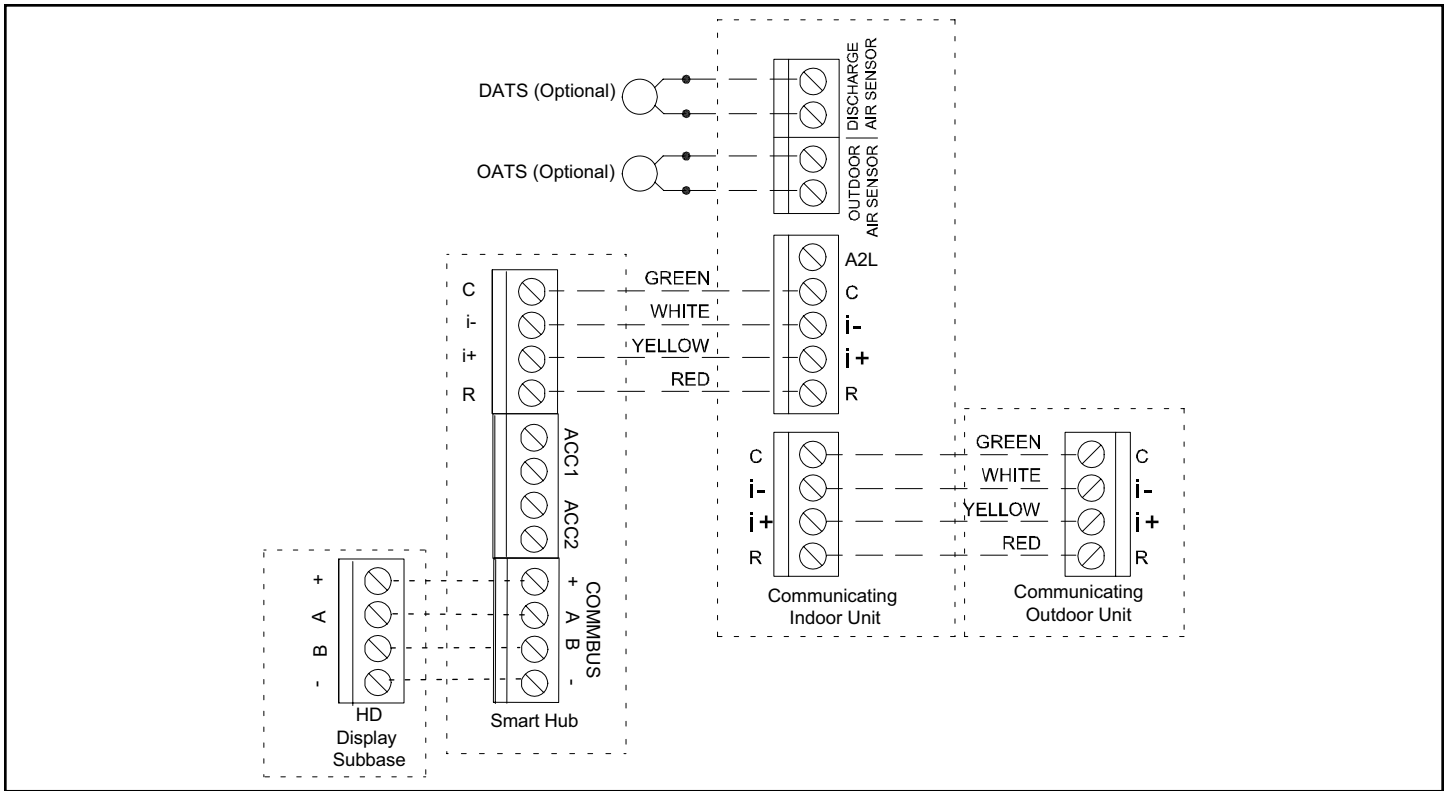 DATS (Optional)
DISCHARGE
AIR SENSOR
OATS (Optional)
OUTDOOR
AIR SENSOR
A2L
C
GREEN
C
i-
WHITE
i-
i+
YELLOW
i+
R
RED
R
ACC1
ACC2
C
GREEN
C
i-
WHITE
i-
i+
YELLOW
i+
R
RED
R
Communicating
Indoor Unit
Communicating
Outdoor Unit
+
A
B
-
+
A
B
-
COMMBUS
HD
Display
Subbase
Smart Hub